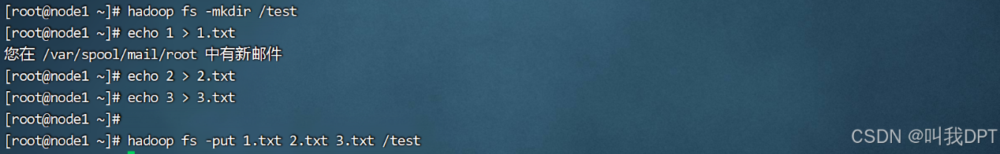 [root@node1 ~]# hadoop fs -mkdir /test
[root@node1 ~]# echo 1 > 1.txt
您在 /var/spool/mail/root 中有新邮件
[root@node1 ~]# echo 2 > 2.txt
[root@node1 ~]# echo 3 > 3.txt
[root@node1 ~]#
[root@node1 ~]# hadoop fs -put 1.txt 2.txt 3.txt /test
CSDN @叫我DPT